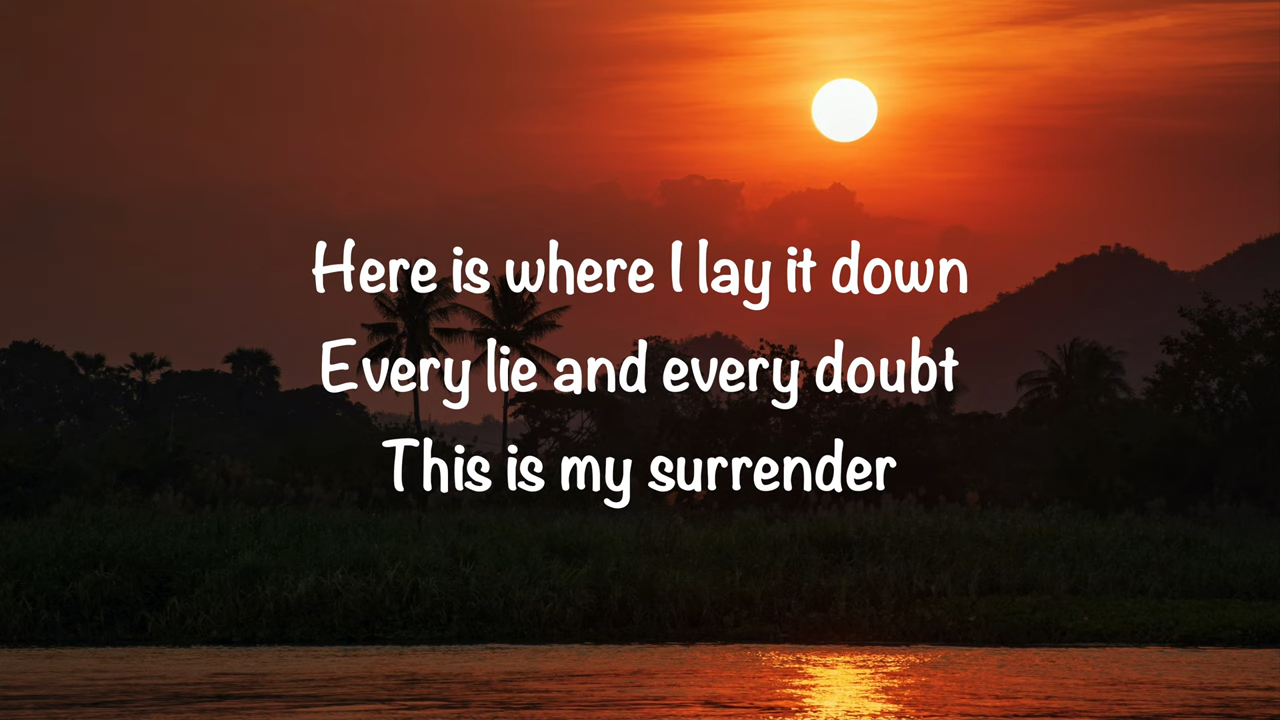 Here is where I lay it down
Every lie and every doubt
This is my surrender